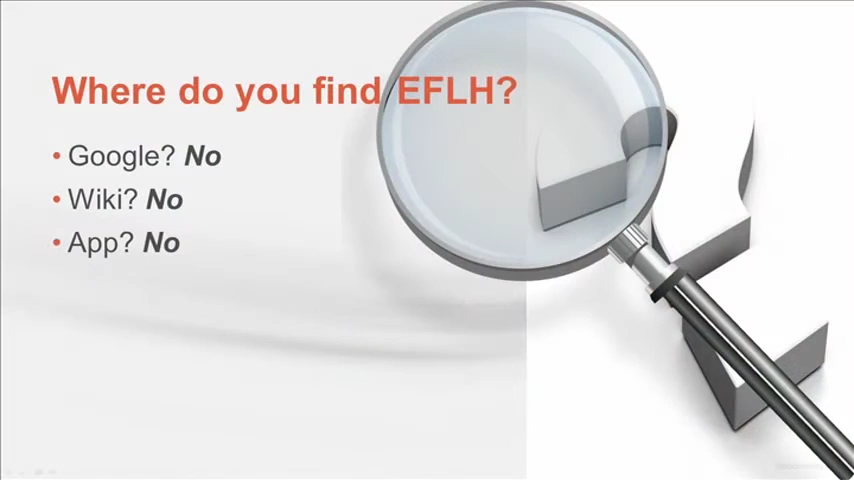 Where do you find EFLH?
• Google? No
• Wiki? No
• App? No